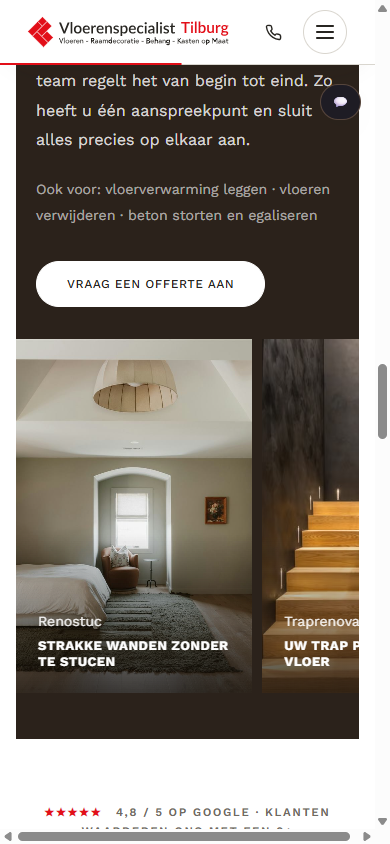 Vloerenspecialist Tilburg
Vloeren - Raamdecoratie - Behang - Kasten op Maat
team regelt het van begin tot eind. Zo
heeft u één aanspreekpunt en sluit
alles precies op elkaar aan.
Ook voor: vloerverwarming leggen · vloeren
verwijderen · beton storten en egaliseren
VRAAG EEN OFFERTE AAN
Renostuc
STRAKKE WANDEN ZONDER
TE STUCEN
Traprenova
UW TRAP P
VLOER
★★★★★ 4,8 / 5 OP GOOGLE · KLANTEN